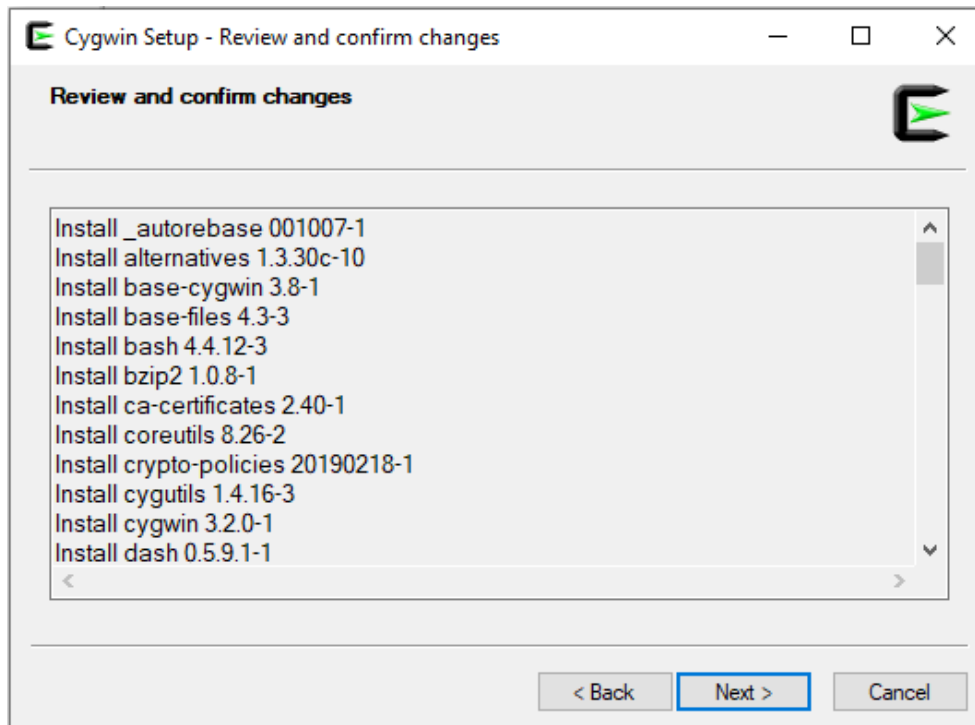 Cygwin Setup - Review and confirm changes
Review and confirm changes
Install _autorebase 001007-1
Install alternatives 1.3.30c-10
Install base-cygwin 3.8-1
Install base-files 4.3-3
Install bash 4.4.12-3
Install bzip2 1.0.8-1
Install ca-certificates 2.40-1
Install coreutils 8.26-2
Install crypto-policies 20190218-1
Install cygutils 1.4.16-3
Install cygwin 3.2.0-1
Install dash 0.5.9.1-1
< Back Next > Cancel